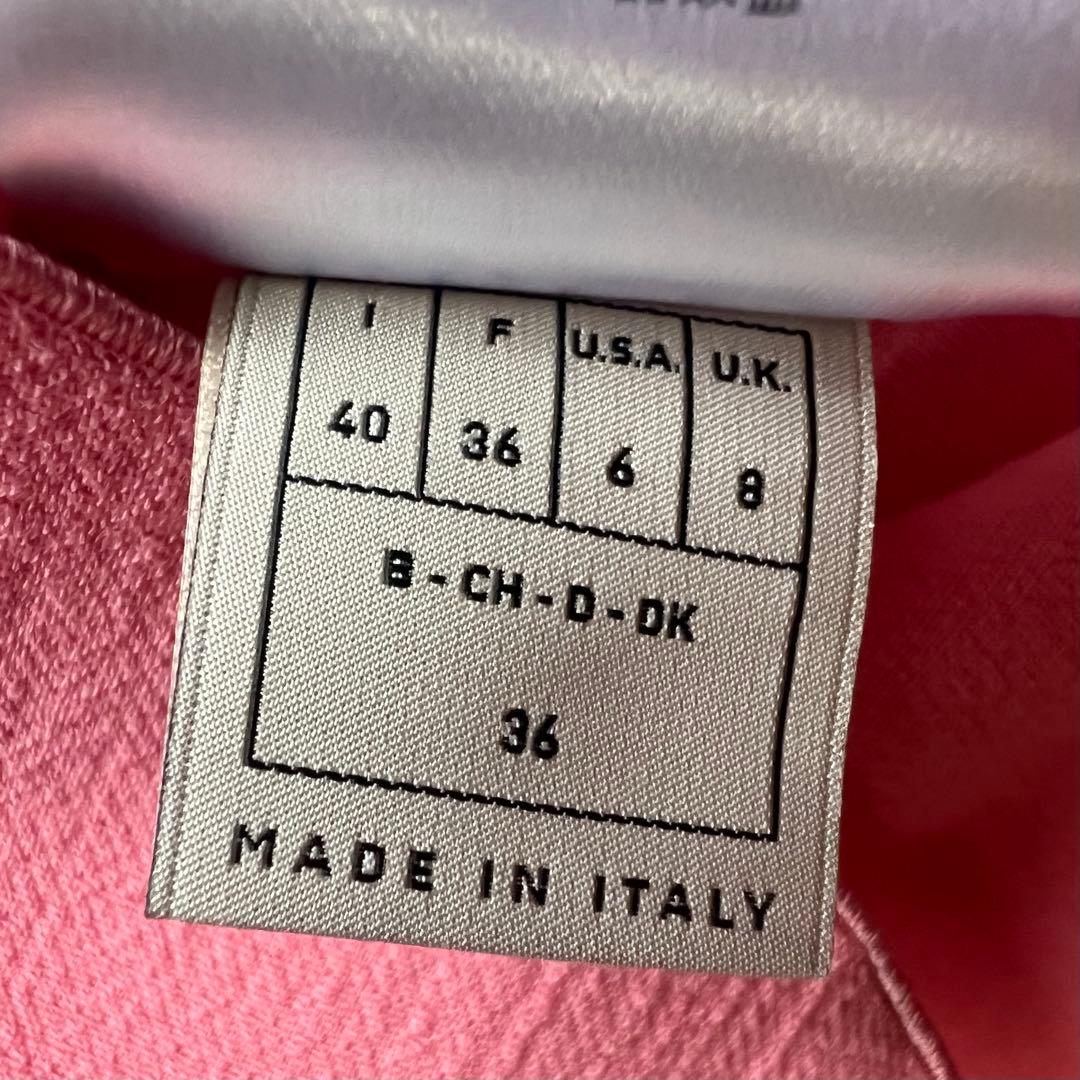 I F U.S.A. U.K.
40 36 6 8
B - CH - D - DK
36
MADE IN ITALY